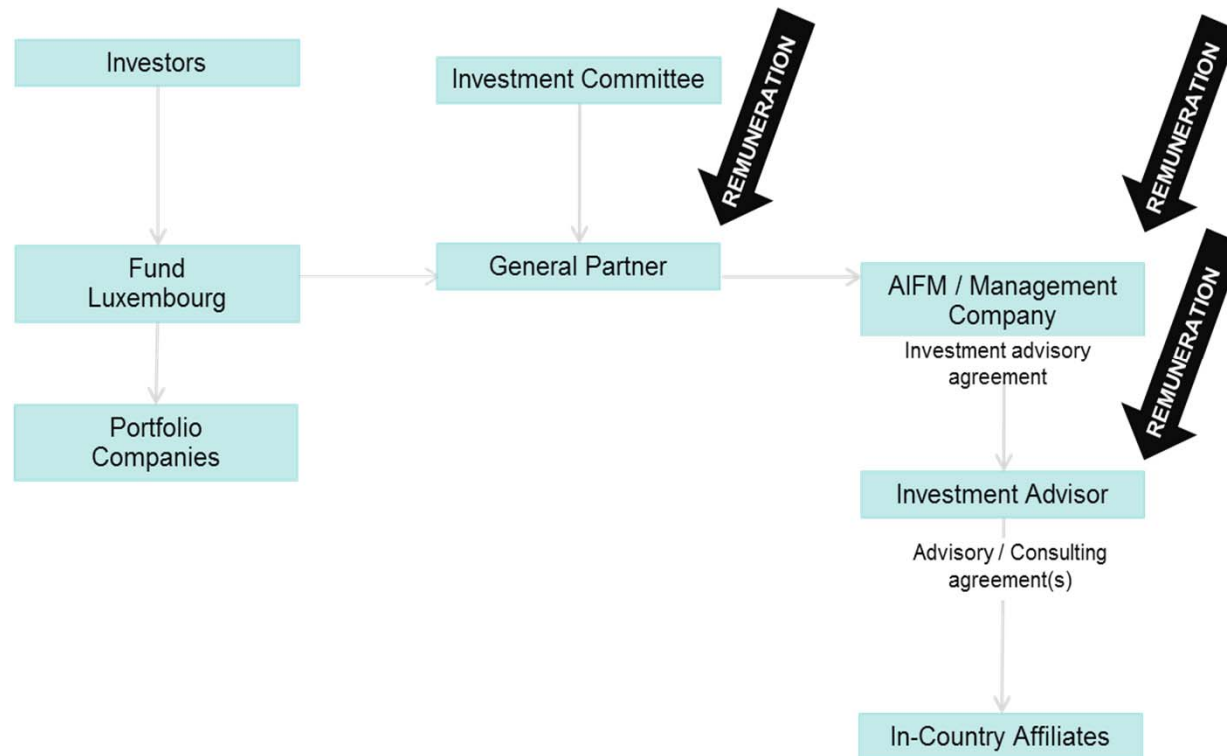 Investors
Investment Committee
REMUNERATION
REMUNERATION
Fund
Luxembourg
General Partner
AIFM / Management
Company
REMUNERATION
Investment advisory
agreement
Portfolio
Companies
Investment Advisor
Advisory / Consulting
agreement(s)
In-Country Affiliates